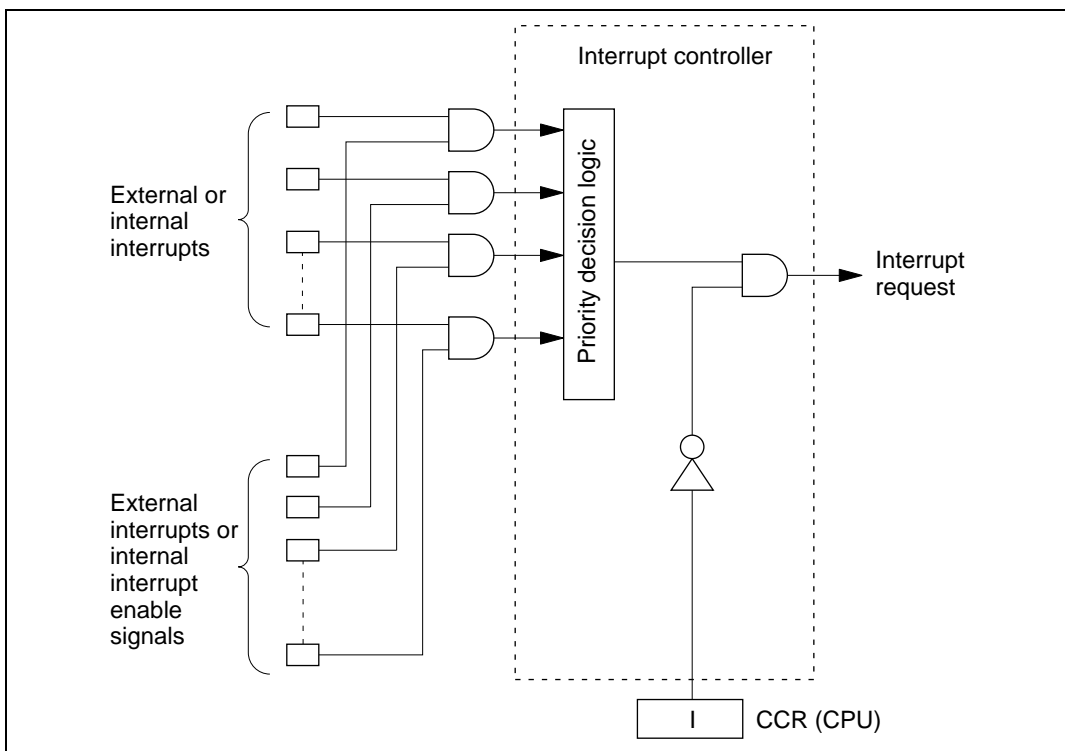 Interrupt controller
External or
internal
interrupts
Priority decision logic
Interrupt
request
External
interrupts or
internal
interrupt
enable
signals
I
CCR (CPU)